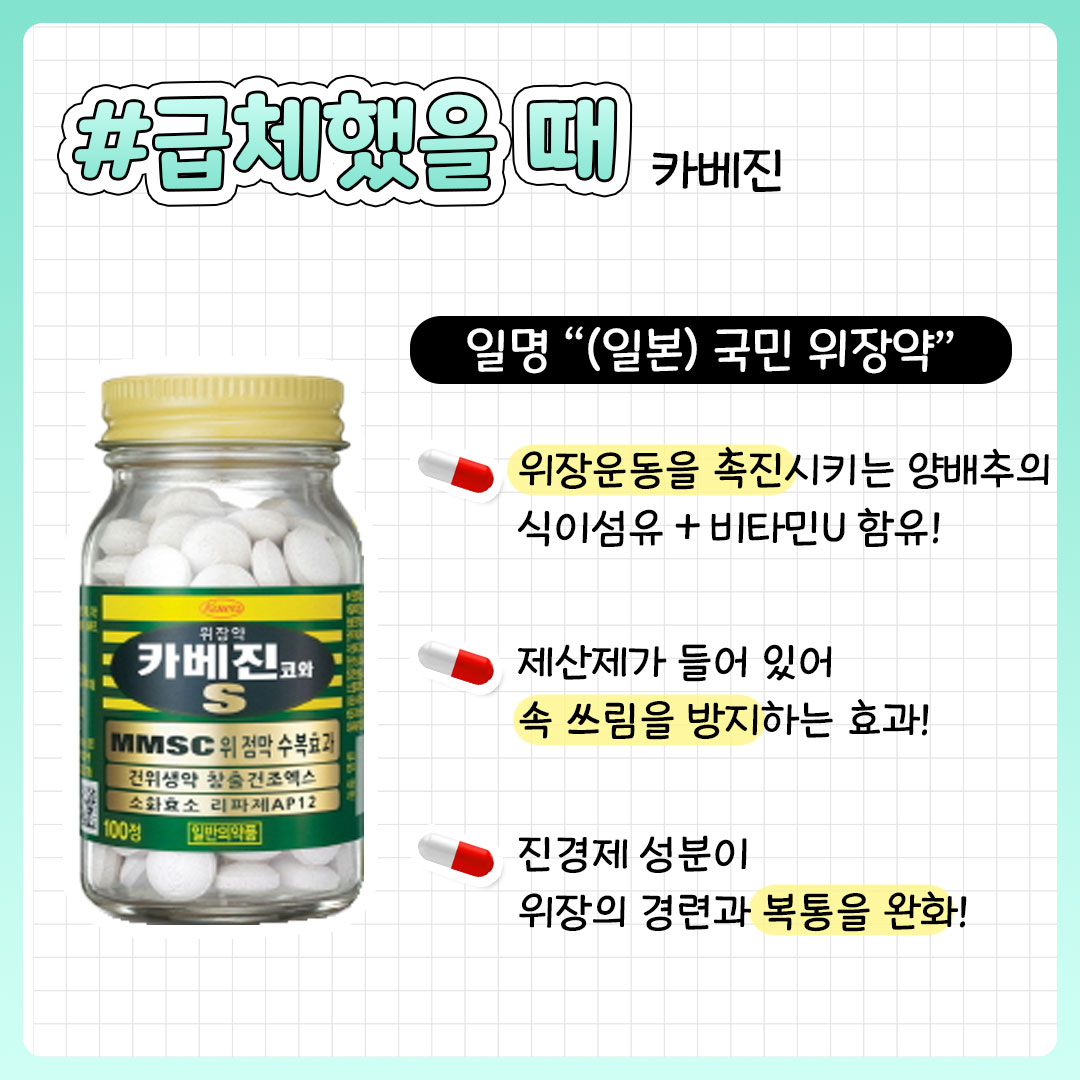 #급체했을 때 카베진
일명 “(일본) 국민 위장약”
위장운동을 촉진시키는 양배추의
식이섬유 + 비타민U 함유!
제산제가 들어 있어
속 쓰림을 방지하는 효과!
진경제 성분이
위장의 경련과 복통을 완화!
Kowa
위장약
카베진 코와
S
MMSC 위 점막 수복효과
건위생약 창출건조엑스
소화효소 리파제AP12
100정
일반의약품